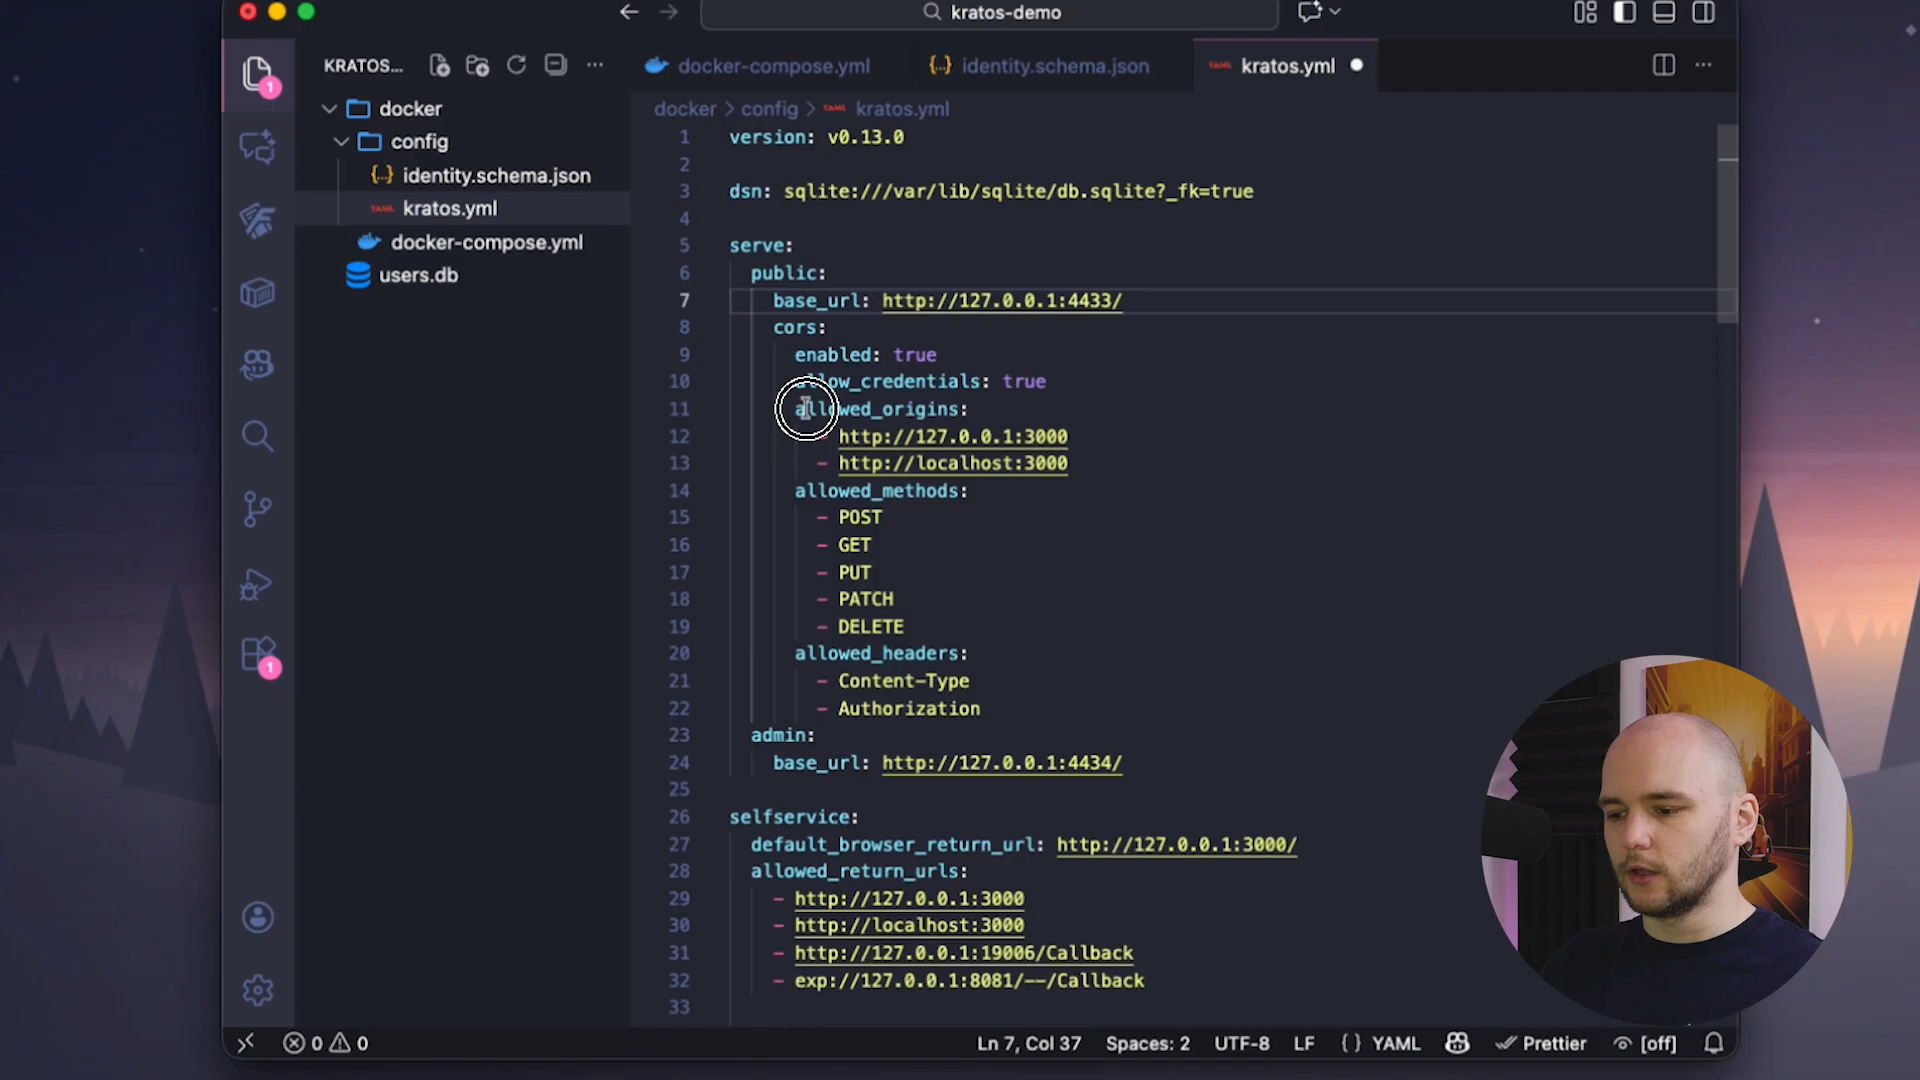 kratos-demo
KRATOS...
docker-compose.yml
{..} identity.schema.json
YAML kratos.yml
1
docker
config
{..} identity.schema.json
YAML kratos.yml
docker-compose.yml
users.db
1
docker > config > YAML kratos.yml
1 version: v0.13.0
2
3 dsn: sqlite:///var/lib/sqlite/db.sqlite?_fk=true
4
5 serve:
6 public:
7 base_url: http://127.0.0.1:4433/
8 cors:
9 enabled: true
10 allow_credentials: true
11 allowed_origins:
12 - http://127.0.0.1:3000
13 - http://localhost:3000
14 allowed_methods:
15 - POST
16 - GET
17 - PUT
18 - PATCH
19 - DELETE
20 allowed_headers:
21 - Content-Type
22 - Authorization
23 admin:
24 base_url: http://127.0.0.1:4434/
25
26 selfservice:
27 default_browser_return_url: http://127.0.0.1:3000/
28 allowed_return_urls:
29 - http://127.0.0.1:3000
30 - http://localhost:3000
31 - http://127.0.0.1:19006/Callback
32 - exp://127.0.0.1:8081/--/Callback
33
0 0
Ln 7, Col 37 Spaces: 2 UTF-8 LF {} YAML Prettier [off]